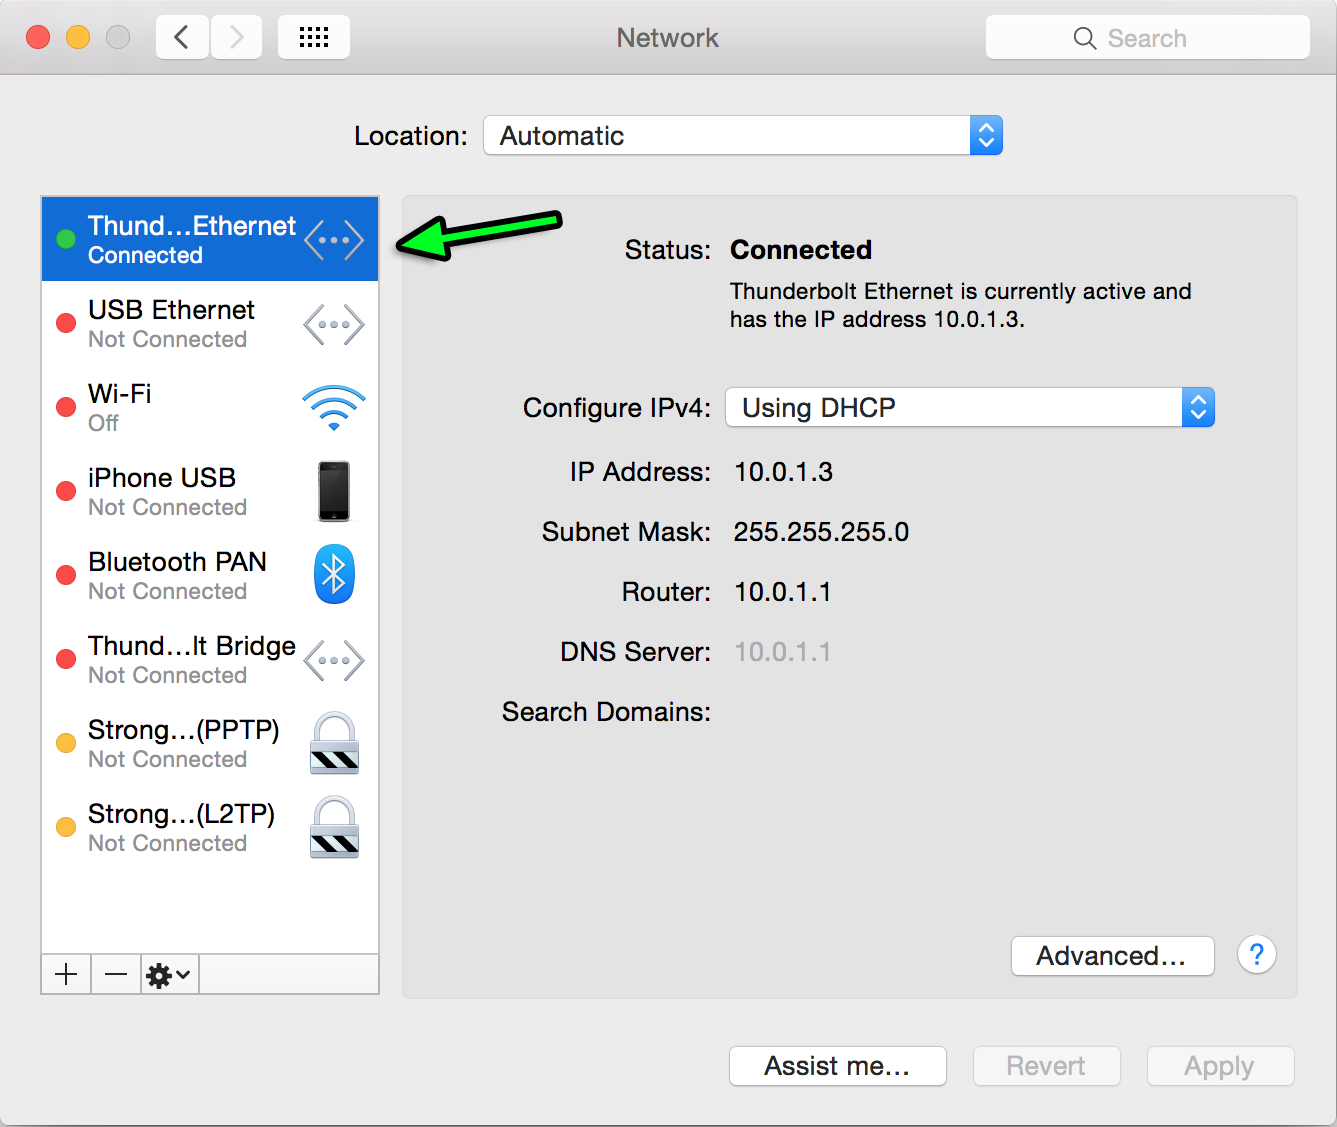 Network
Search
Location: Automatic
Thund...Ethernet
Connected
USB Ethernet
Not Connected
Wi-Fi
Off
iPhone USB
Not Connected
Bluetooth PAN
Not Connected
Thund...lt Bridge
Not Connected
Strong...(PPTP)
Not Connected
Strong...(L2TP)
Not Connected
Status: Connected
Thunderbolt Ethernet is currently active and
has the IP address 10.0.1.3.
Configure IPv4: Using DHCP
IP Address: 10.0.1.3
Subnet Mask: 255.255.255.0
Router: 10.0.1.1
DNS Server: 10.0.1.1
Search Domains:
Advanced... ?
Assist me... Revert Apply